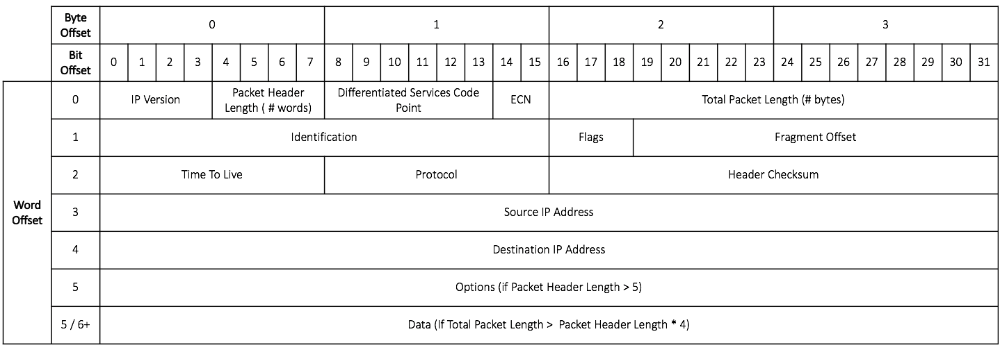 Byte
Offset
0
1
2
3
Bit
Offset
0 1 2 3 4 5 6 7 8 9 10 11 12 13 14 15 16 17 18 19 20 21 22 23 24 25 26 27 28 29 30 31
Word
Offset
0
IP Version
Packet Header
Length ( # words)
Differentiated Services Code
Point
ECN
Total Packet Length (# bytes)
1
Identification
Flags
Fragment Offset
2
Time To Live
Protocol
Header Checksum
3
Source IP Address
4
Destination IP Address
5
Options (if Packet Header Length > 5)
5 / 6+
Data (If Total Packet Length > Packet Header Length * 4)